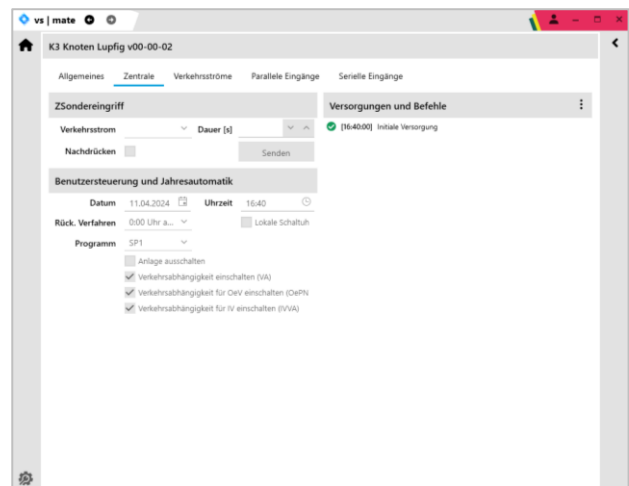 vs | mate
K3 Knoten Lupfig v00-00-02
Allgemeines Zentrale Verkehrsströme Parallele Eingänge Serielle Eingänge
ZSondereingriff
Verkehrsstrom Dauer [s]
Nachdrücken Senden
Benutzersteuerung und Jahresautomatik
Datum 11.04.2024 Uhrzeit 16:40
Rück. Verfahren 0:00 Uhr a... Lokale Schaltuh
Programm SP1
Anlage ausschalten
Verkehrsabhängigkeit einschalten (VA)
Verkehrsabhängigkeit für OeV einschalten (OePN
Verkehrsabhängigkeit für IV einschalten (IVVA)
Versorgungen und Befehle
[16:40:00] Initiale Versorgung